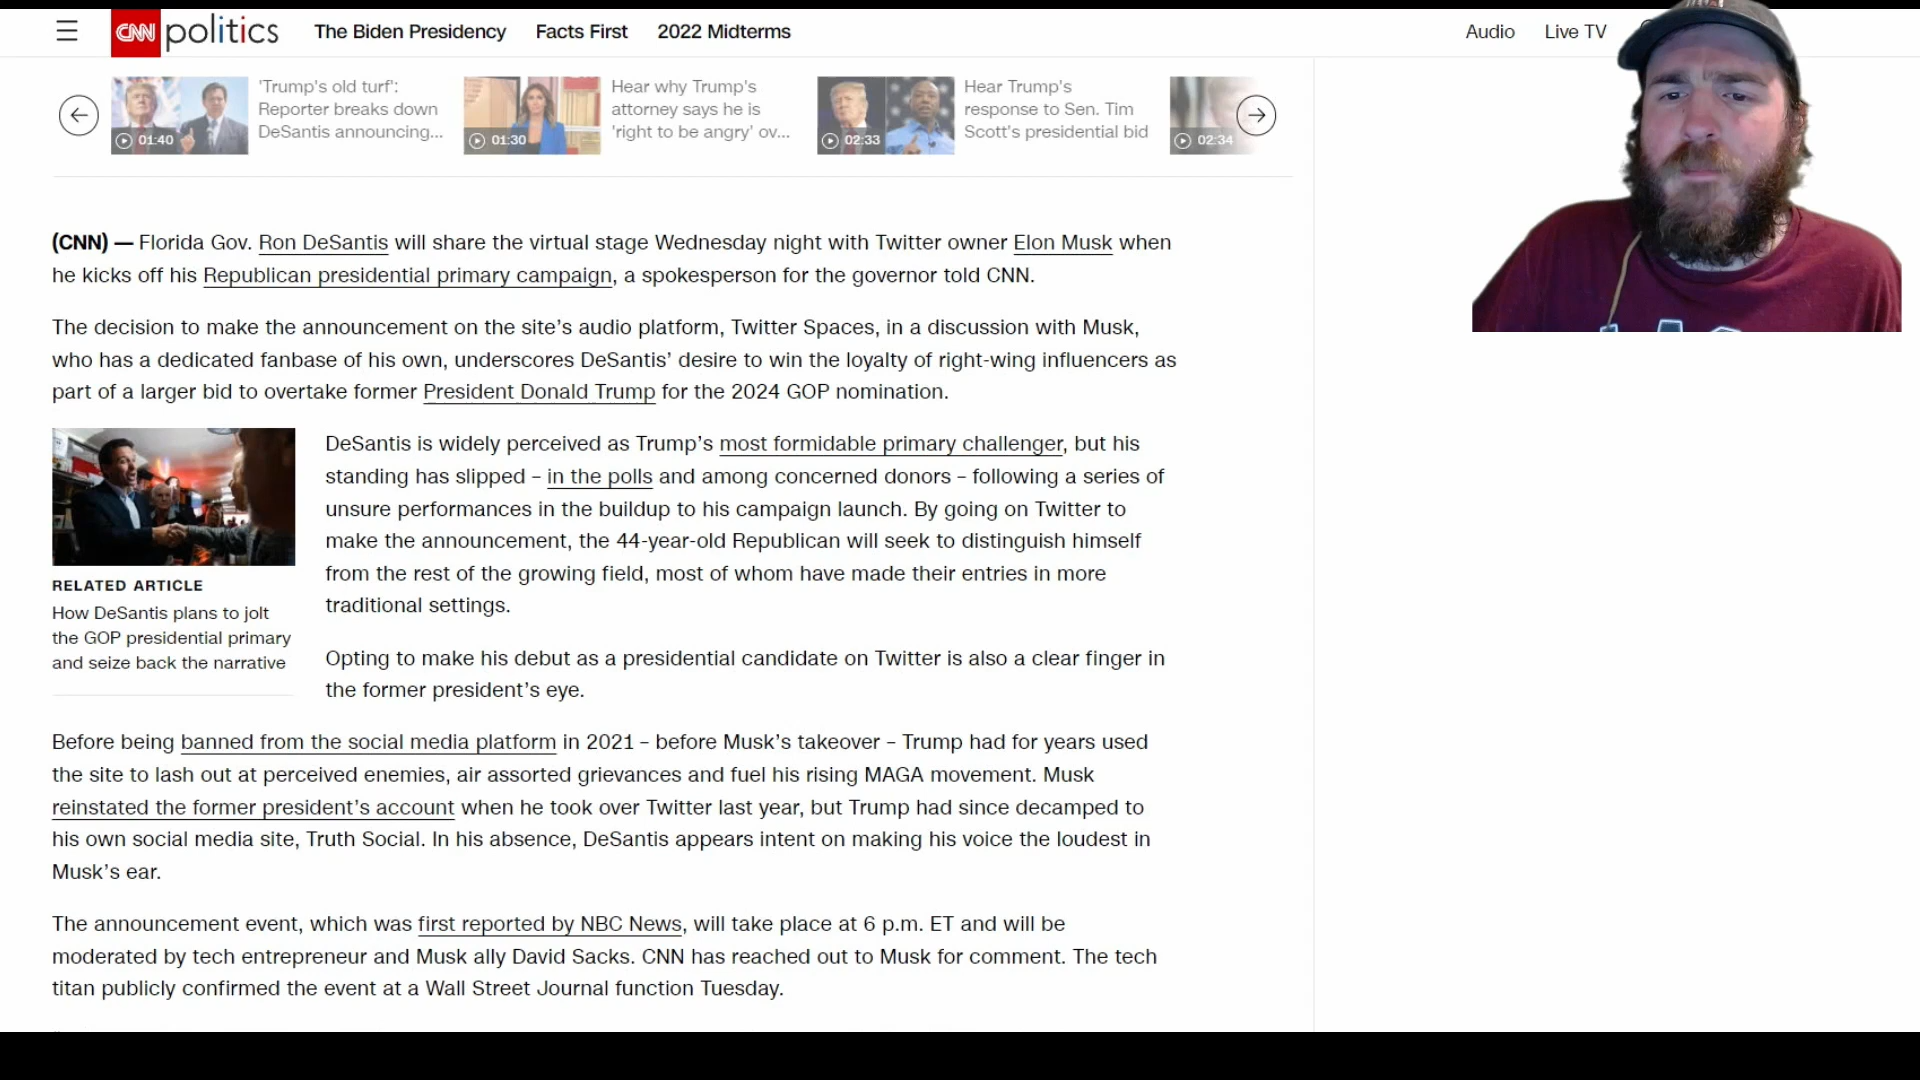 CNN politics The Biden Presidency Facts First 2022 Midterms Audio Live TV
'Trump's old turf':
Reporter breaks down
DeSantis announcing...
01:40
Hear why Trump's
attorney says he is
'right to be angry' ov...
01:30
Hear Trump's
response to Sen. Tim
Scott's presidential bid
02:33
02:34
(CNN) — Florida Gov. Ron DeSantis will share the virtual stage Wednesday night with Twitter owner Elon Musk when
he kicks off his Republican presidential primary campaign, a spokesperson for the governor told CNN.
The decision to make the announcement on the site's audio platform, Twitter Spaces, in a discussion with Musk,
who has a dedicated fanbase of his own, underscores DeSantis' desire to win the loyalty of right-wing influencers as
part of a larger bid to overtake former President Donald Trump for the 2024 GOP nomination.
RELATED ARTICLE
How DeSantis plans to jolt
the GOP presidential primary
and seize back the narrative
DeSantis is widely perceived as Trump's most formidable primary challenger, but his
standing has slipped – in the polls and among concerned donors – following a series of
unsure performances in the buildup to his campaign launch. By going on Twitter to
make the announcement, the 44-year-old Republican will seek to distinguish himself
from the rest of the growing field, most of whom have made their entries in more
traditional settings.
Opting to make his debut as a presidential candidate on Twitter is also a clear finger in
the former president's eye.
Before being banned from the social media platform in 2021 – before Musk's takeover – Trump had for years used
the site to lash out at perceived enemies, air assorted grievances and fuel his rising MAGA movement. Musk
reinstated the former president's account when he took over Twitter last year, but Trump had since decamped to
his own social media site, Truth Social. In his absence, DeSantis appears intent on making his voice the loudest in
Musk's ear.
The announcement event, which was first reported by NBC News, will take place at 6 p.m. ET and will be
moderated by tech entrepreneur and Musk ally David Sacks. CNN has reached out to Musk for comment. The tech
titan publicly confirmed the event at a Wall Street Journal function Tuesday.